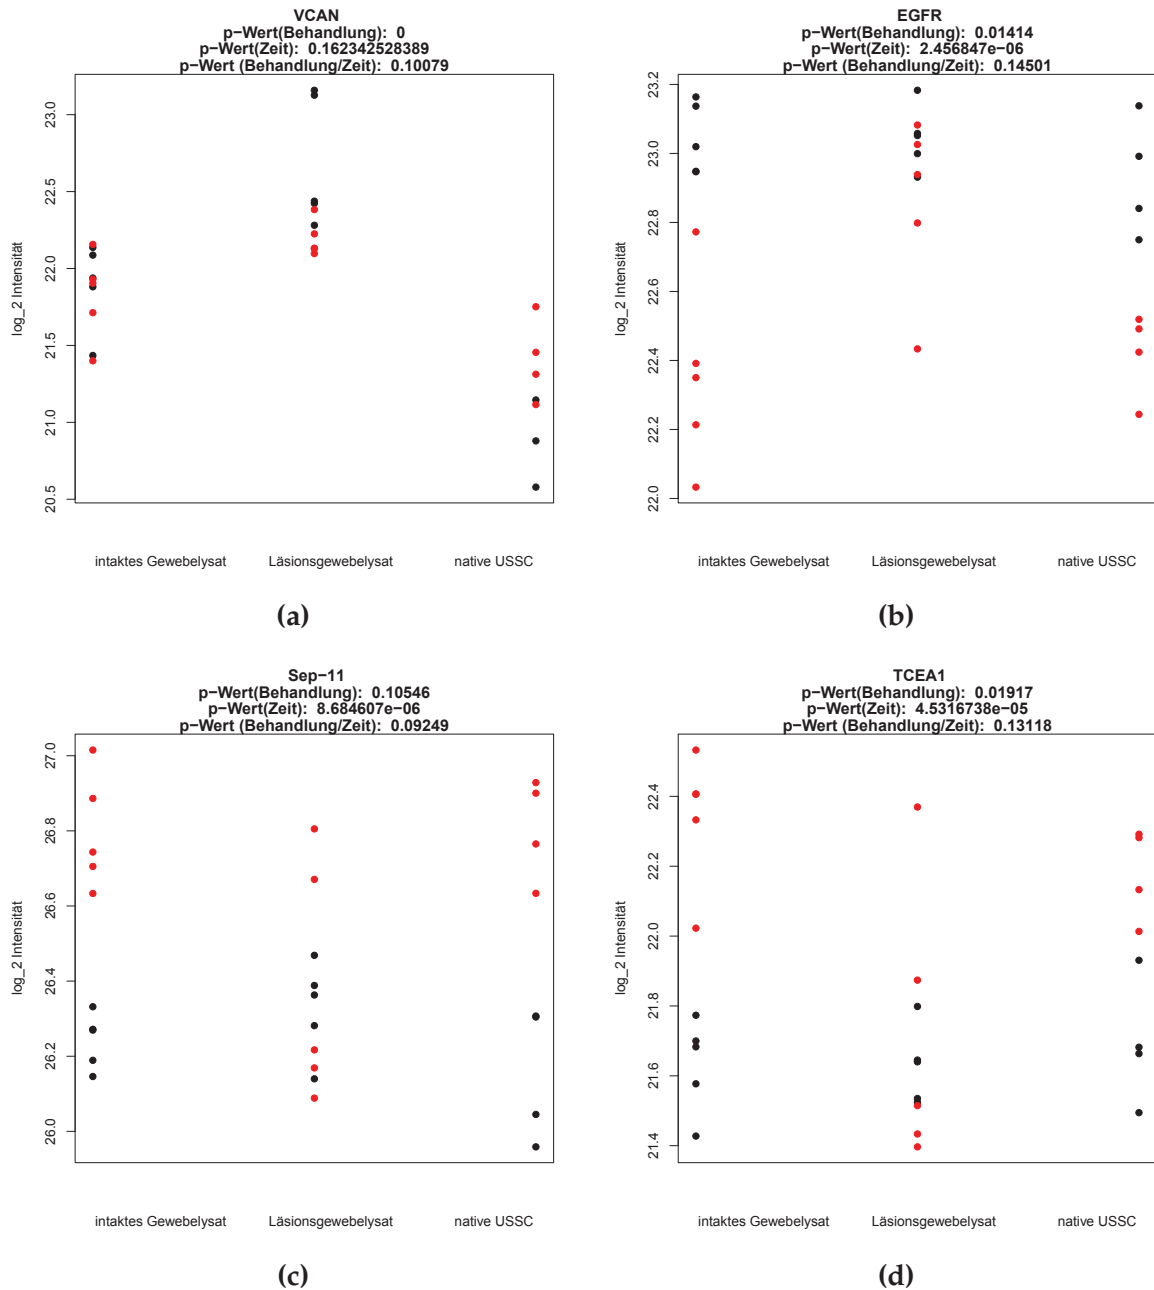 VCAN
p−Wert(Behandlung): 0
p−Wert(Zeit): 0.162342528389
p−Wert (Behandlung/Zeit): 0.10079
log_2 Intensität
23.0
22.5
22.0
21.5
21.0
20.5
intaktes Gewebelysat Läsionsgewebelysat native USSC
(a)
EGFR
p−Wert(Behandlung): 0.01414
p−Wert(Zeit): 2.456847e−06
p−Wert (Behandlung/Zeit): 0.14501
log_2 Intensität
23.2
23.0
22.8
22.6
22.4
22.2
22.0
intaktes Gewebelysat Läsionsgewebelysat native USSC
(b)
Sep−11
p−Wert(Behandlung): 0.10546
p−Wert(Zeit): 8.684607e−06
p−Wert (Behandlung/Zeit): 0.09249
log_2 Intensität
27.0
26.8
26.6
26.4
26.2
26.0
intaktes Gewebelysat Läsionsgewebelysat native USSC
(c)
TCEA1
p−Wert(Behandlung): 0.01917
p−Wert(Zeit): 4.5316738e−05
p−Wert (Behandlung/Zeit): 0.13118
log_2 Intensität
22.4
22.2
22.0
21.8
21.6
21.4
intaktes Gewebelysat Läsionsgewebelysat native USSC
(d)